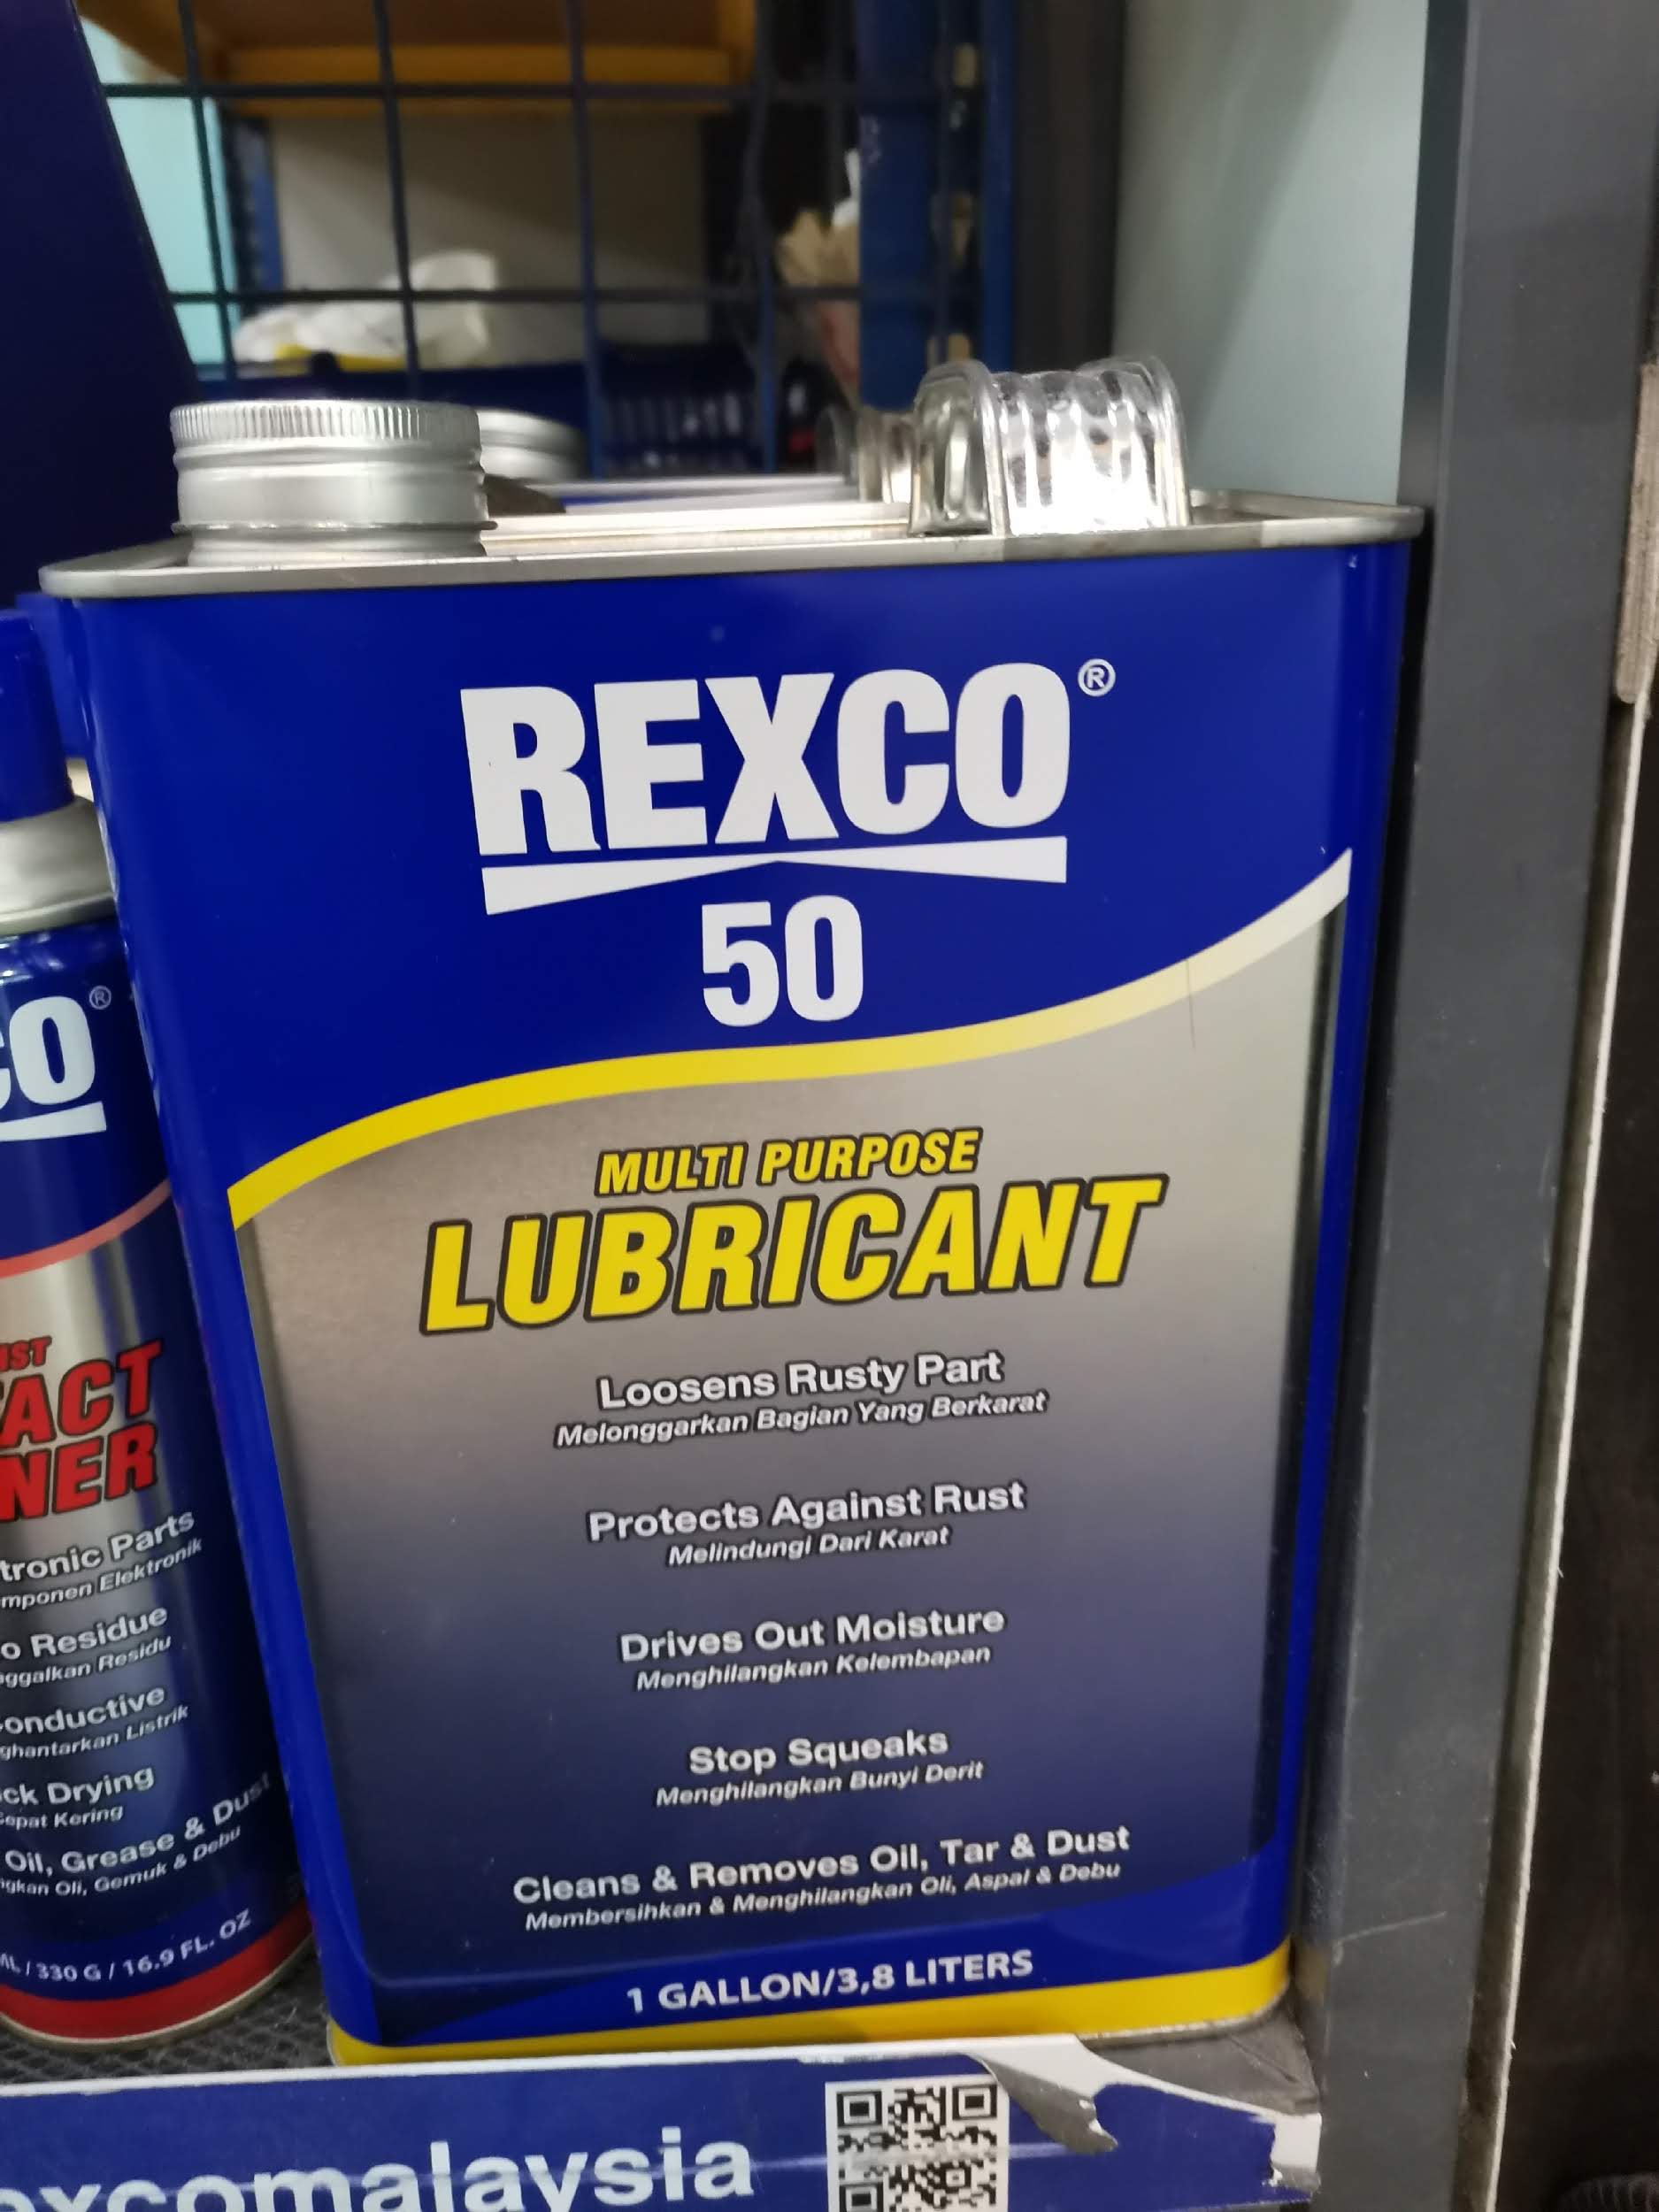 REXCO®
50
MULTI PURPOSE
LUBRICANT
Loosens Rusty Part
Melonggarkan Bagian Yang Berkarat
Protects Against Rust
Melindungi Dari Karat
Drives Out Moisture
Menghilangkan Kelembapan
Stop Squeaks
Menghilangkan Bunyi Derit
Cleans & Removes Oil, Tar & Dust
Membersihkan & Menghilangkan Oli, Aspal & Debu
1 GALLON/3,8 LITERS
CO®
ACT
NER
tronic Parts
mponen Elektronik
o Residue
ggalkan Residu
onductive
ghantarkan Listrik
ck Drying
epat Kering
Oil, Grease & Dust
gkan Oli, Gemuk & Debu
ML / 330 G / 16.9 FL. OZ
xcomalaysia